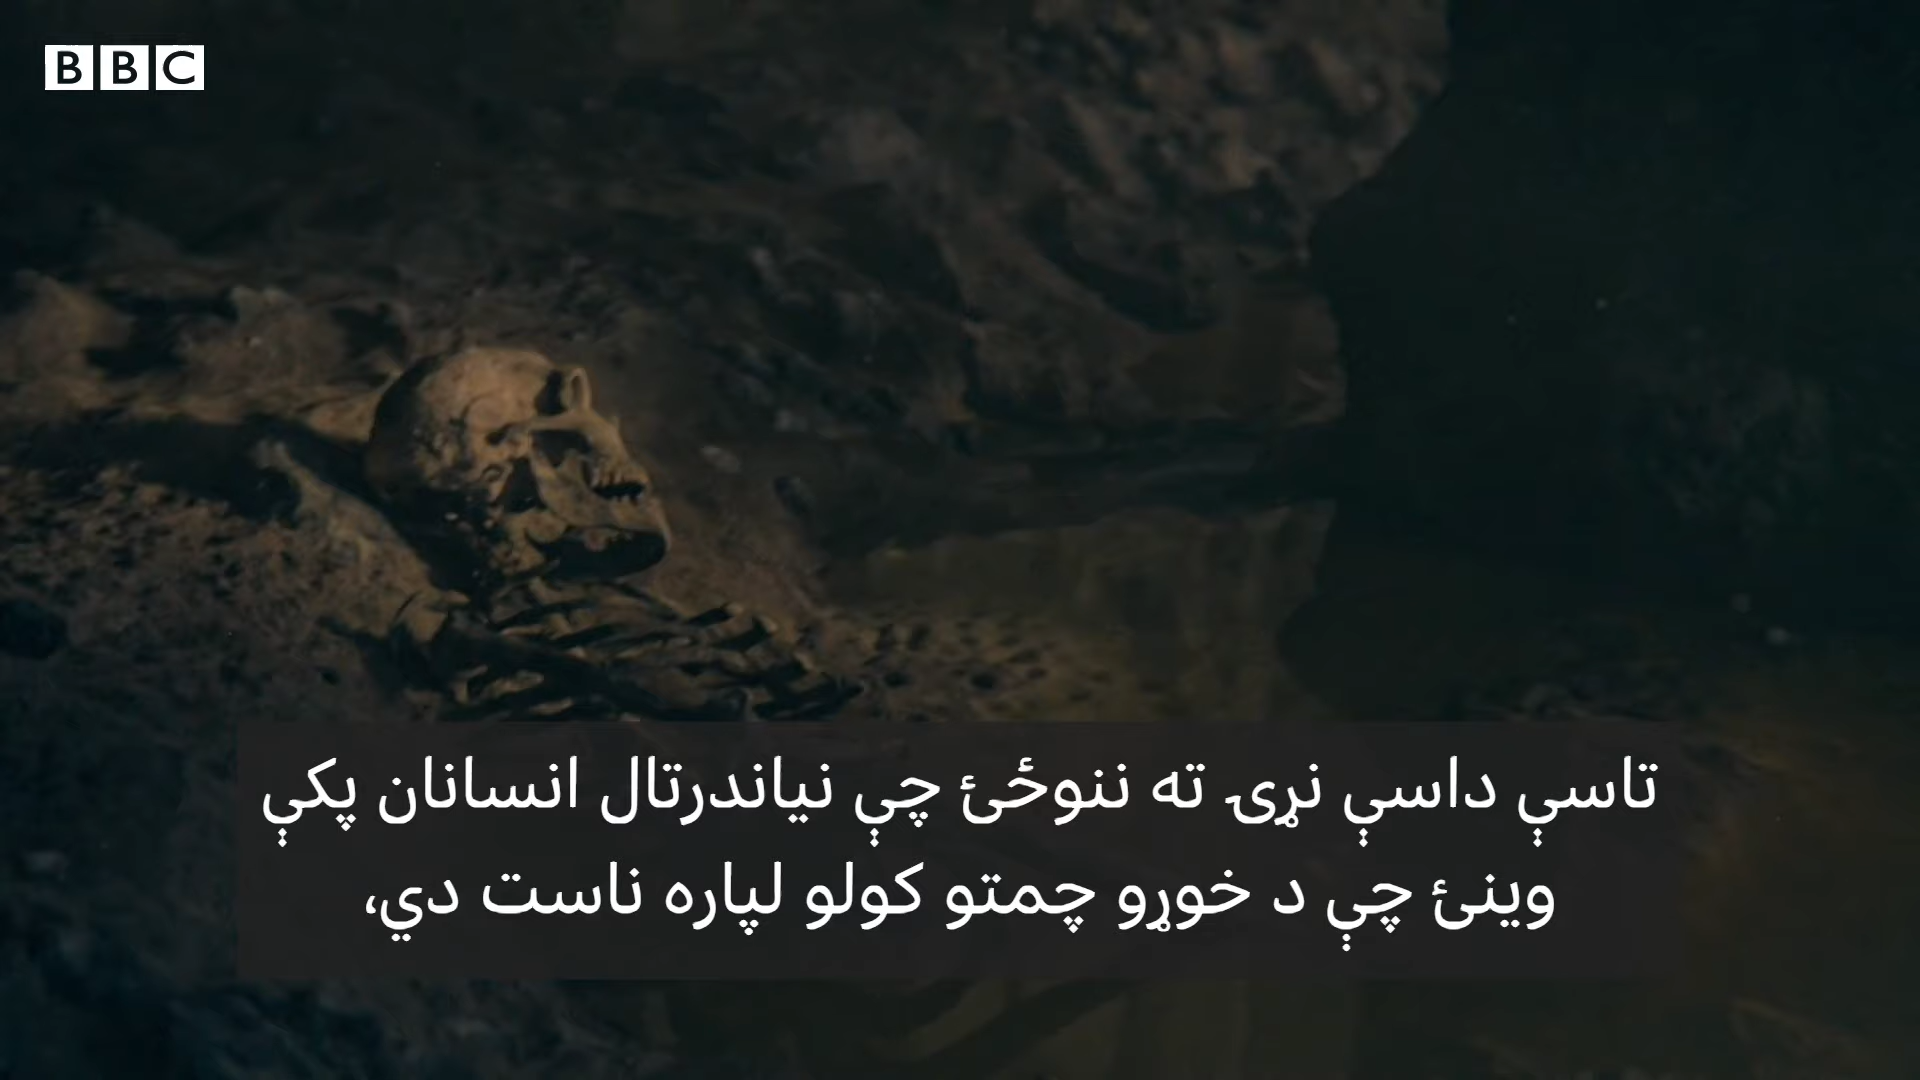 BBC
تاسې داسې نړۍ ته ننوځئ چې نیاندرتال انسانان پکې
وینئ چې د خوړو چمتو کولو لپاره ناست دي،